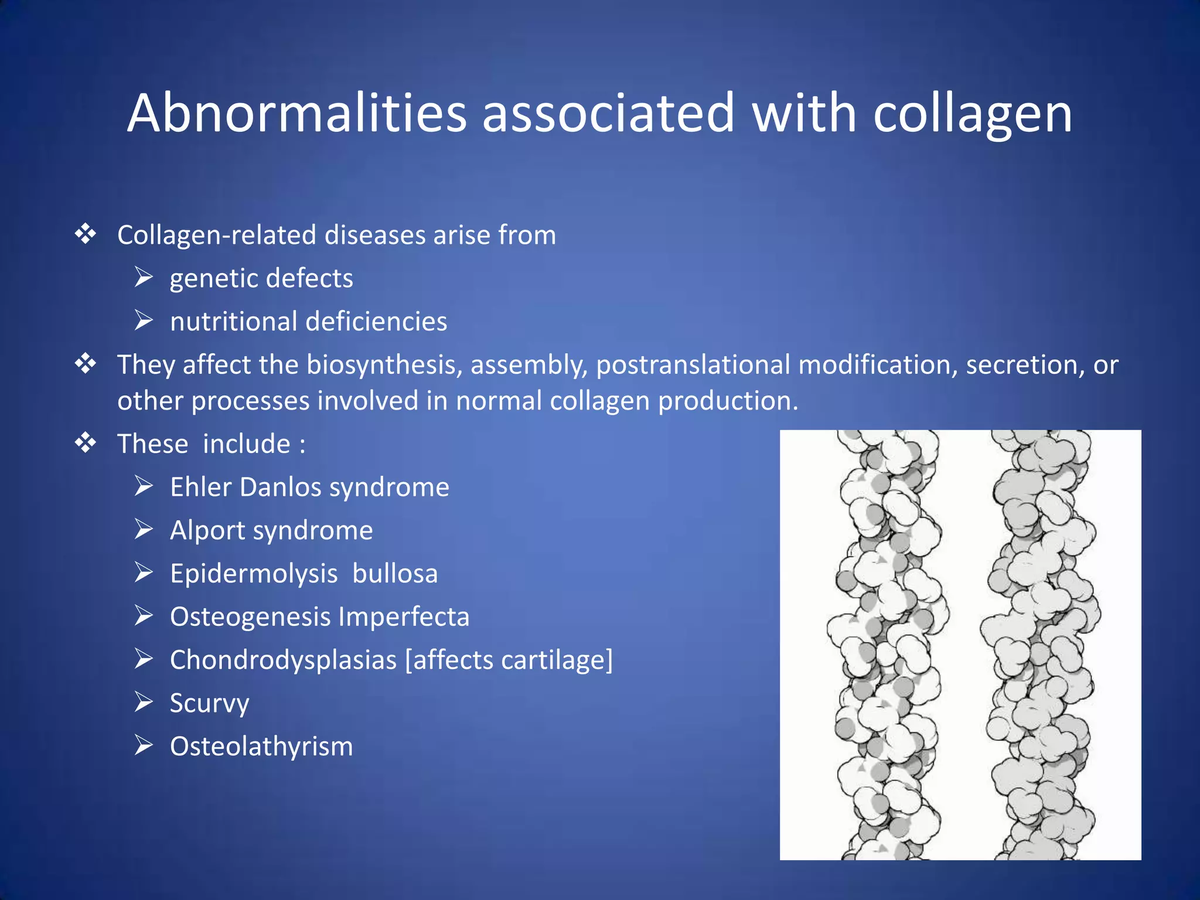 Abnormalities associated with collagen
❖ Collagen-related diseases arise from
➢ genetic defects
➢ nutritional deficiencies
❖ They affect the biosynthesis, assembly, postranslational modification, secretion, or
other processes involved in normal collagen production.
❖ These  include :
➢ Ehler Danlos syndrome
➢ Alport syndrome
➢ Epidermolysis  bullosa
➢ Osteogenesis Imperfecta
➢ Chondrodysplasias [affects cartilage]
➢ Scurvy
➢ Osteolathyrism